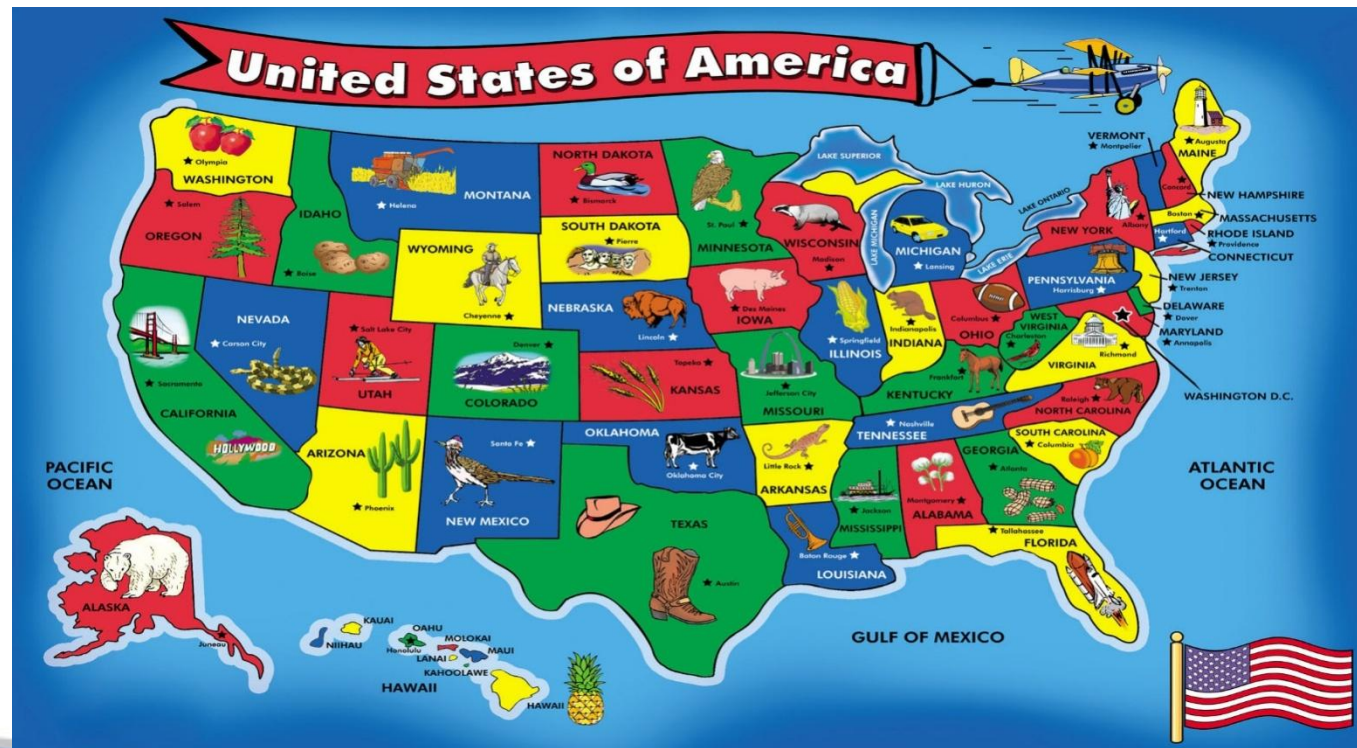 United States of America
Olympia
WASHINGTON
Salem
OREGON
IDAHO
Boise
MONTANA
Helena
NORTH DAKOTA
Bismarck
SOUTH DAKOTA
Pierre
WYOMING
Cheyenne
MINNESOTA
St. Paul
WISCONSIN
Madison
LAKE SUPERIOR
LAKE HURON
LAKE MICHIGAN
LAKE ONTARIO
LAKE ERIE
MICHIGAN
Lansing
VERMONT
Montpelier
Augusta
MAINE
Concord
NEW HAMPSHIRE
Boston
MASSACHUSETTS
Albany
NEW YORK
Hartford
RHODE ISLAND
Providence
CONNECTICUT
PENNSYLVANIA
Harrisburg
NEW JERSEY
Trenton
DELAWARE
Dover
MARYLAND
Annapolis
WASHINGTON D.C.
NEVADA
Carson City
Salt Lake City
UTAH
Denver
COLORADO
NEBRASKA
Lincoln
Des Moines
IOWA
Topeka
KANSAS
Springfield
ILLINOIS
Indianapolis
INDIANA
Columbus
OHIO
WEST
VIRGINIA
Charleston
Richmond
VIRGINIA
Frankfort
KENTUCKY
Jefferson City
MISSOURI
Sacramento
CALIFORNIA
HOLLYWOOD
ARIZONA
Phoenix
Santa Fe
NEW MEXICO
OKLAHOMA
Oklahoma City
Little Rock
ARKANSAS
Nashville
TENNESSEE
Raleigh
NORTH CAROLINA
SOUTH CAROLINA
Columbia
GEORGIA
Atlanta
Montgomery
ALABAMA
Jackson
MISSISSIPPI
TEXAS
Austin
Baton Rouge
LOUISIANA
Tallahassee
FLORIDA
PACIFIC
OCEAN
ATLANTIC
OCEAN
GULF OF MEXICO
ALASKA
Juneau
KAUAI
NIIHAU
OAHU
Honolulu
MOLOKAI
LANAI
MAUI
KAHOOLAWE
HAWAII
HAWAII